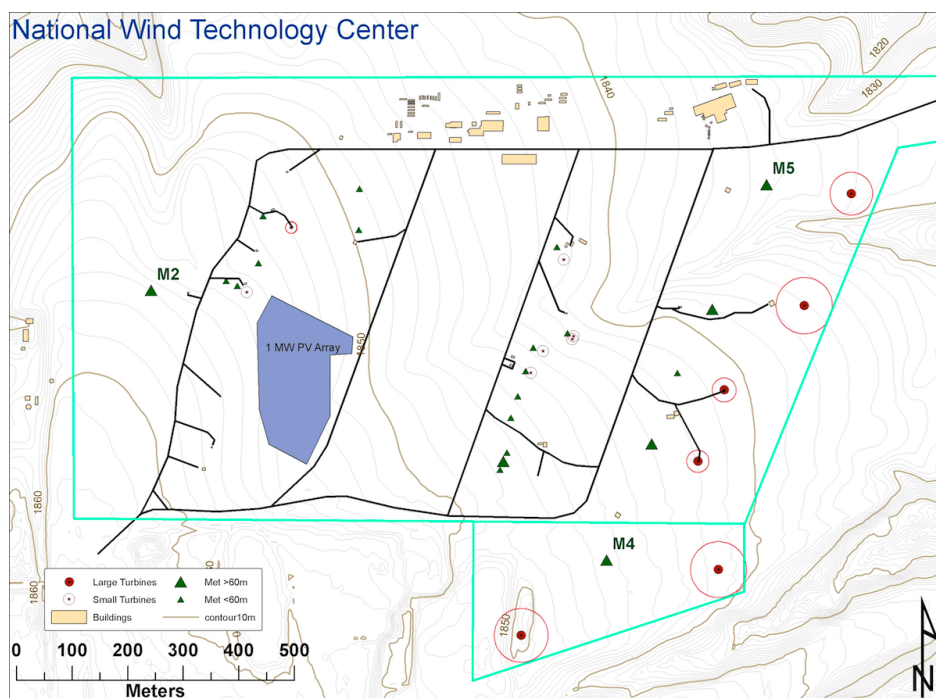 National Wind Technology Center
1820
1830
1840
M5
M2
1850
1 MW PV Array
1860
M4
1860
1850
Large Turbines
Met >60m
Small Turbines
Met <60m
Buildings
contour10m
0 100 200 300 400 500
Meters
N